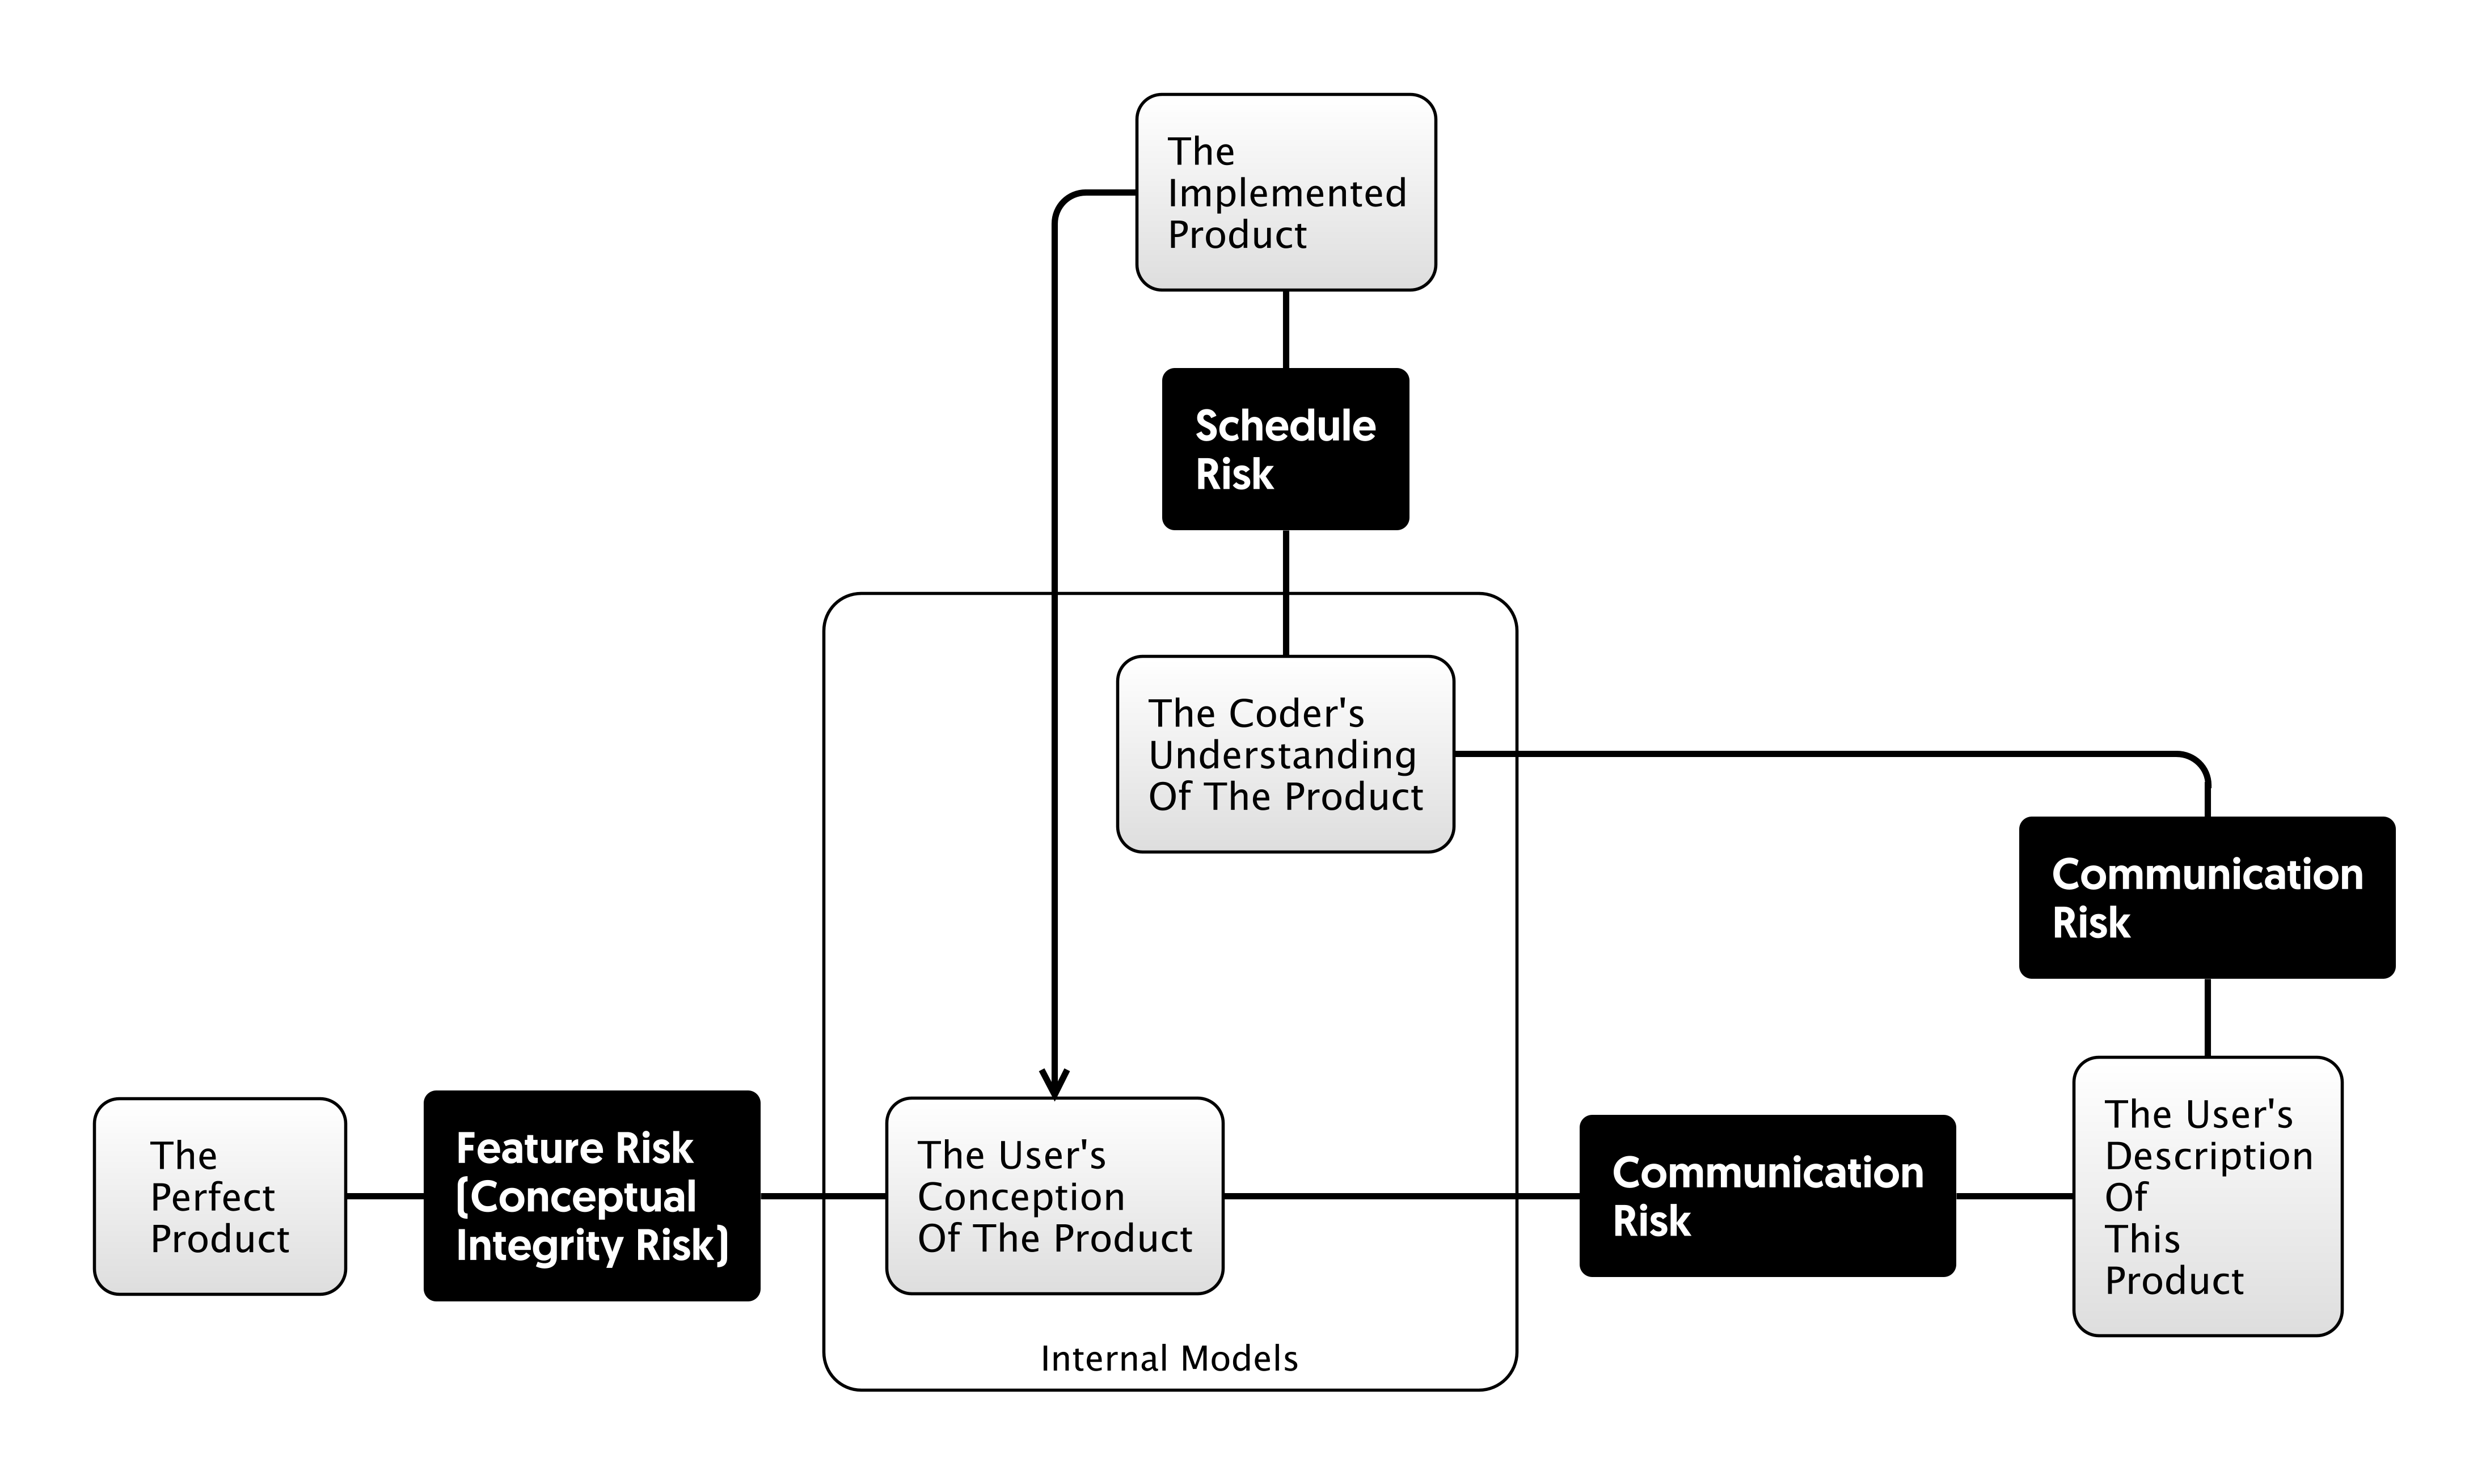 The
Implemented
Product
Schedule
Risk
The Coder's
Understanding
Of The Product
Communication
Risk
The
Perfect
Product
Feature Risk
(Conceptual
Integrity Risk)
The User's
Conception
Of The Product
Communication
Risk
The User's
Description
Of
This
Product
Internal Models